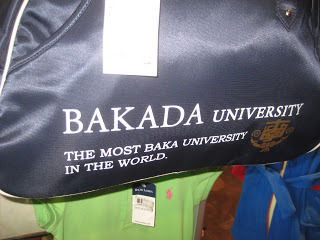 BAKADA UNIVERSITY
THE MOST BAKA UNIVERSITY
IN THE WORLD.